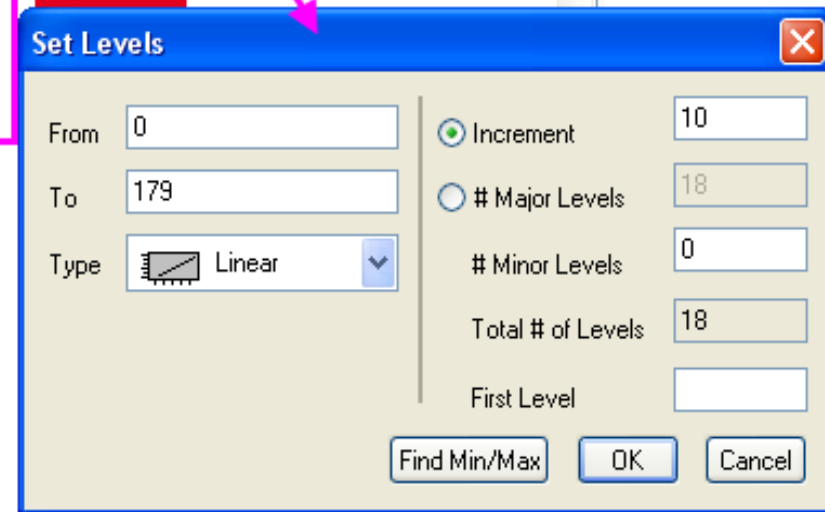 Set Levels
From 0
To 179
Type Linear
Increment 10
# Major Levels 18
# Minor Levels 0
Total # of Levels 18
First Level
Find Min/Max OK Cancel